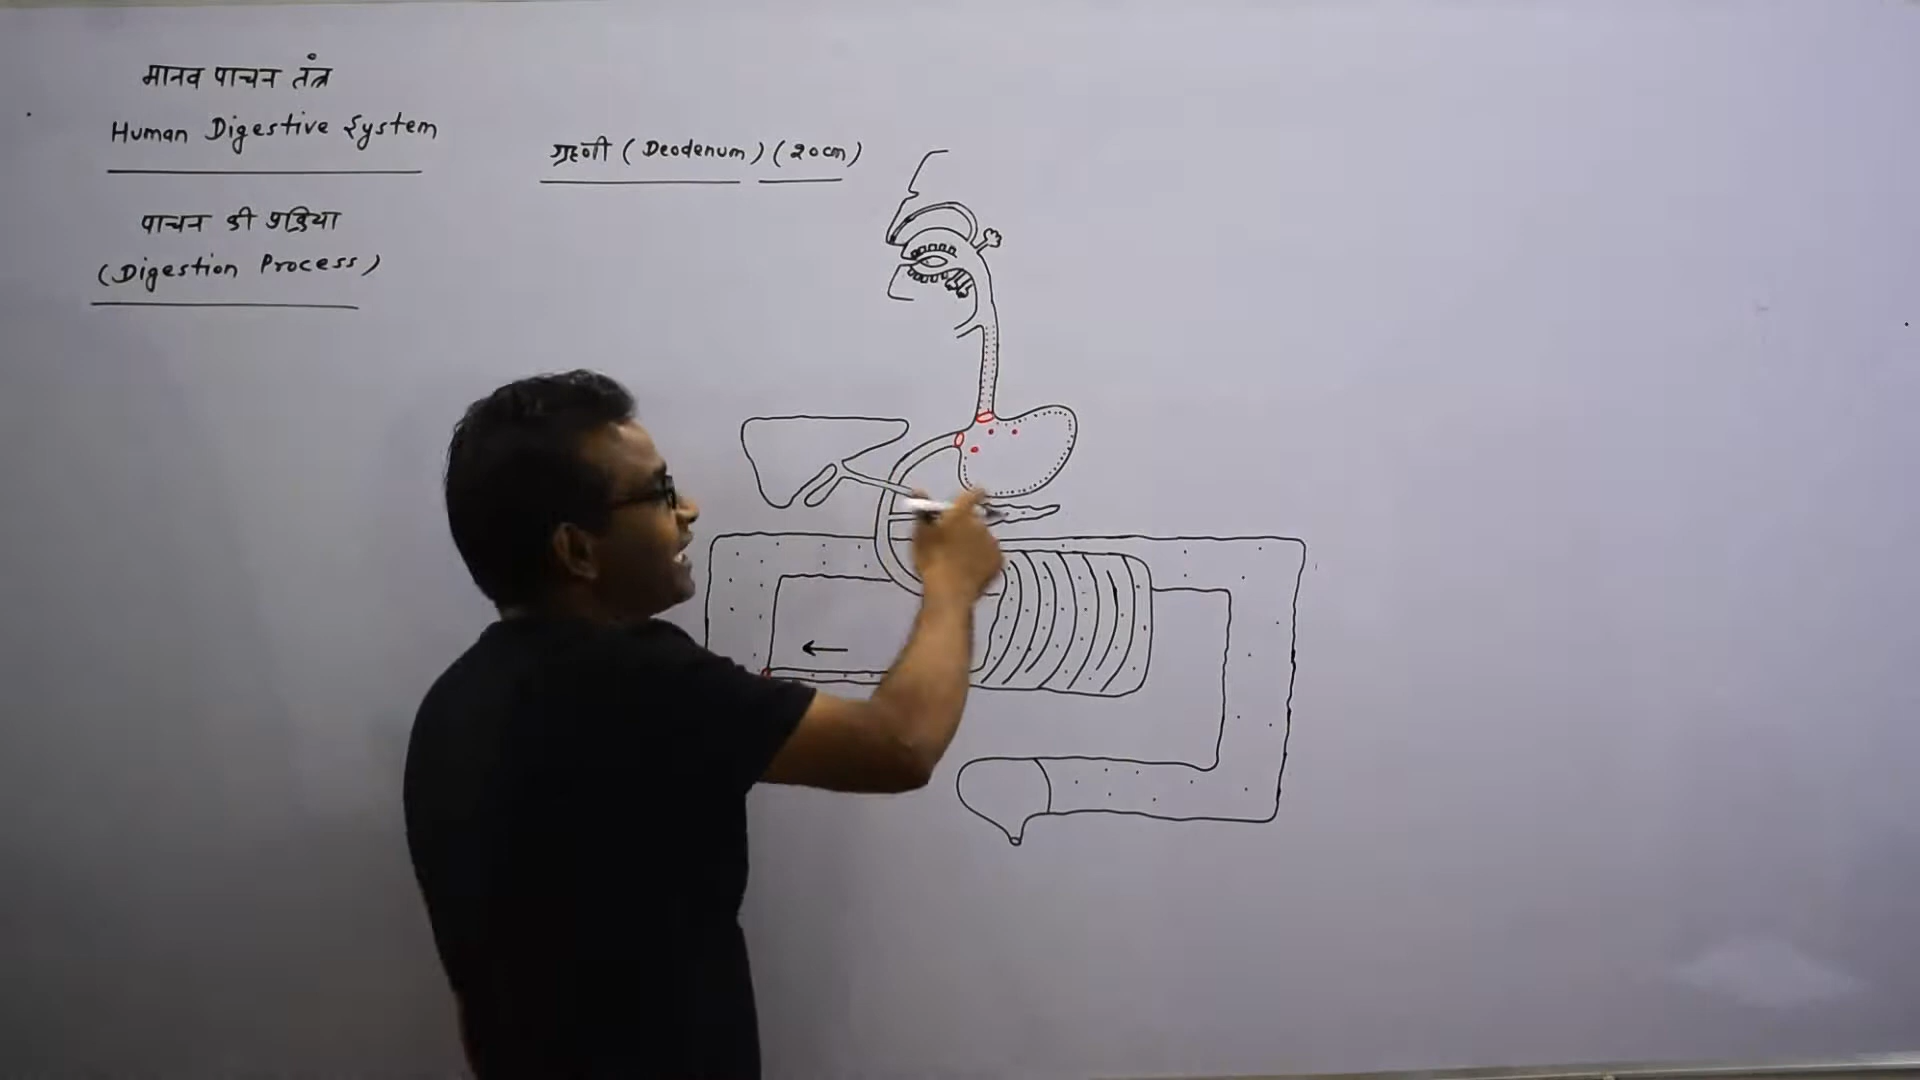 मानव पाचन तंत्र
Human Digestive System
पाचन की प्रक्रिया
(Digestion Process)
ग्रहणी (Deodenum) (20cm)